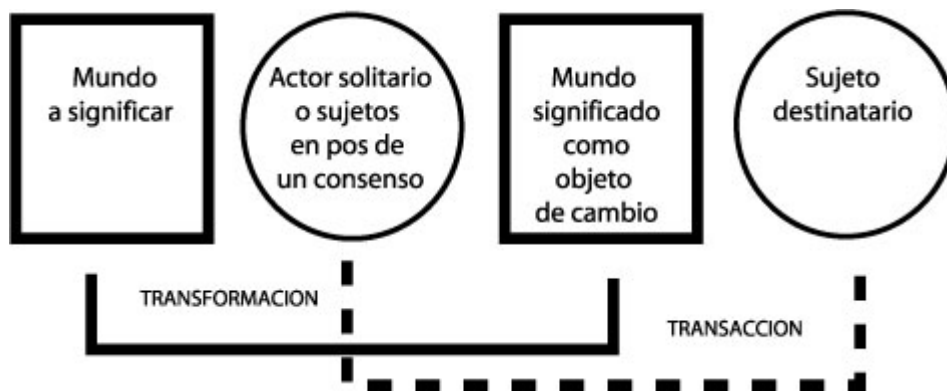 Mundo
a significar
Actor solitario
o sujetos
en pos de
un consenso
Mundo
significado
como
objeto
de cambio
Sujeto
destinatario
TRANSFORMACION
TRANSACCION